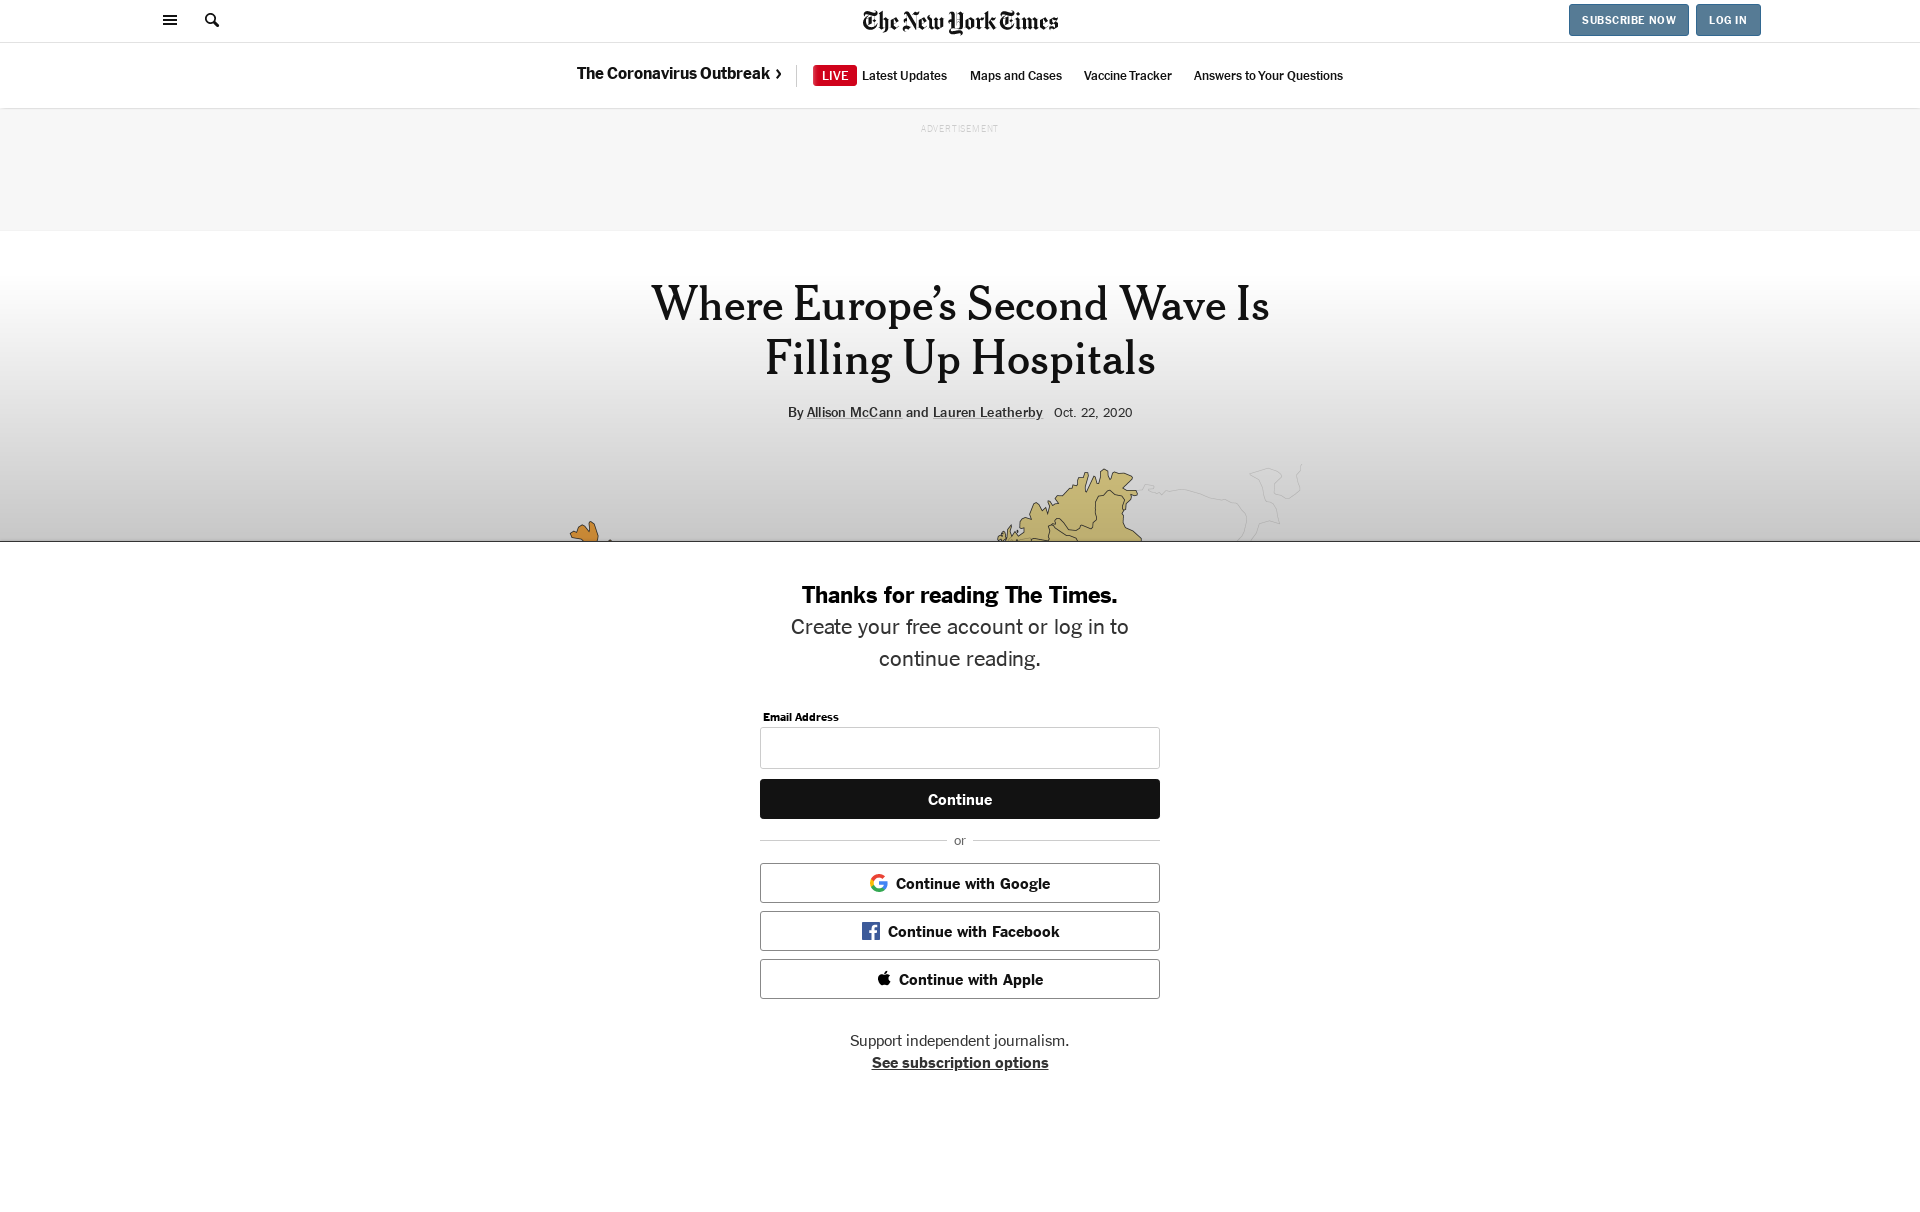 The New York Times
SUBSCRIBE NOW
LOG IN
The Coronavirus Outbreak ›
LIVE Latest Updates
Maps and Cases
Vaccine Tracker
Answers to Your Questions
ADVERTISEMENT
Where Europe’s Second Wave Is
Filling Up Hospitals
By Allison McCann and Lauren Leatherby Oct. 22, 2020
Thanks for reading The Times.
Create your free account or log in to
continue reading.
Email Address
Continue
or
Continue with Google
Continue with Facebook
Continue with Apple
Support independent journalism.
See subscription options